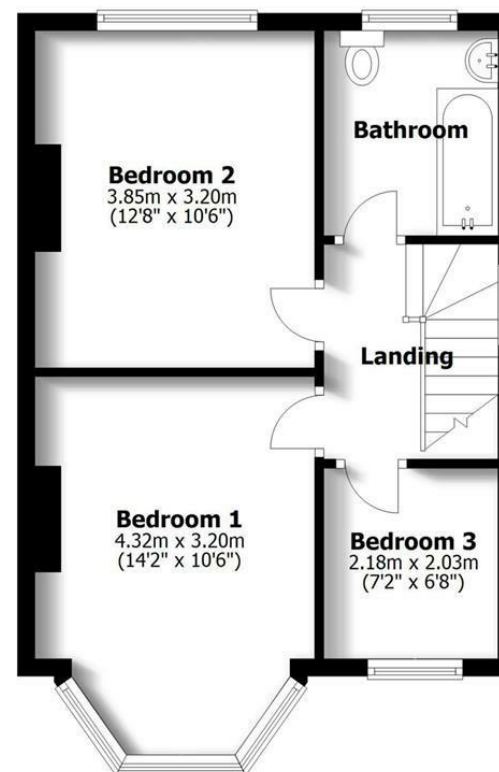 Bedroom 2
3.85m x 3.20m
(12'8" x 10'6")
Bathroom
Landing
Bedroom 1
4.32m x 3.20m
(14'2" x 10'6")
Bedroom 3
2.18m x 2.03m
(7'2" x 6'8")